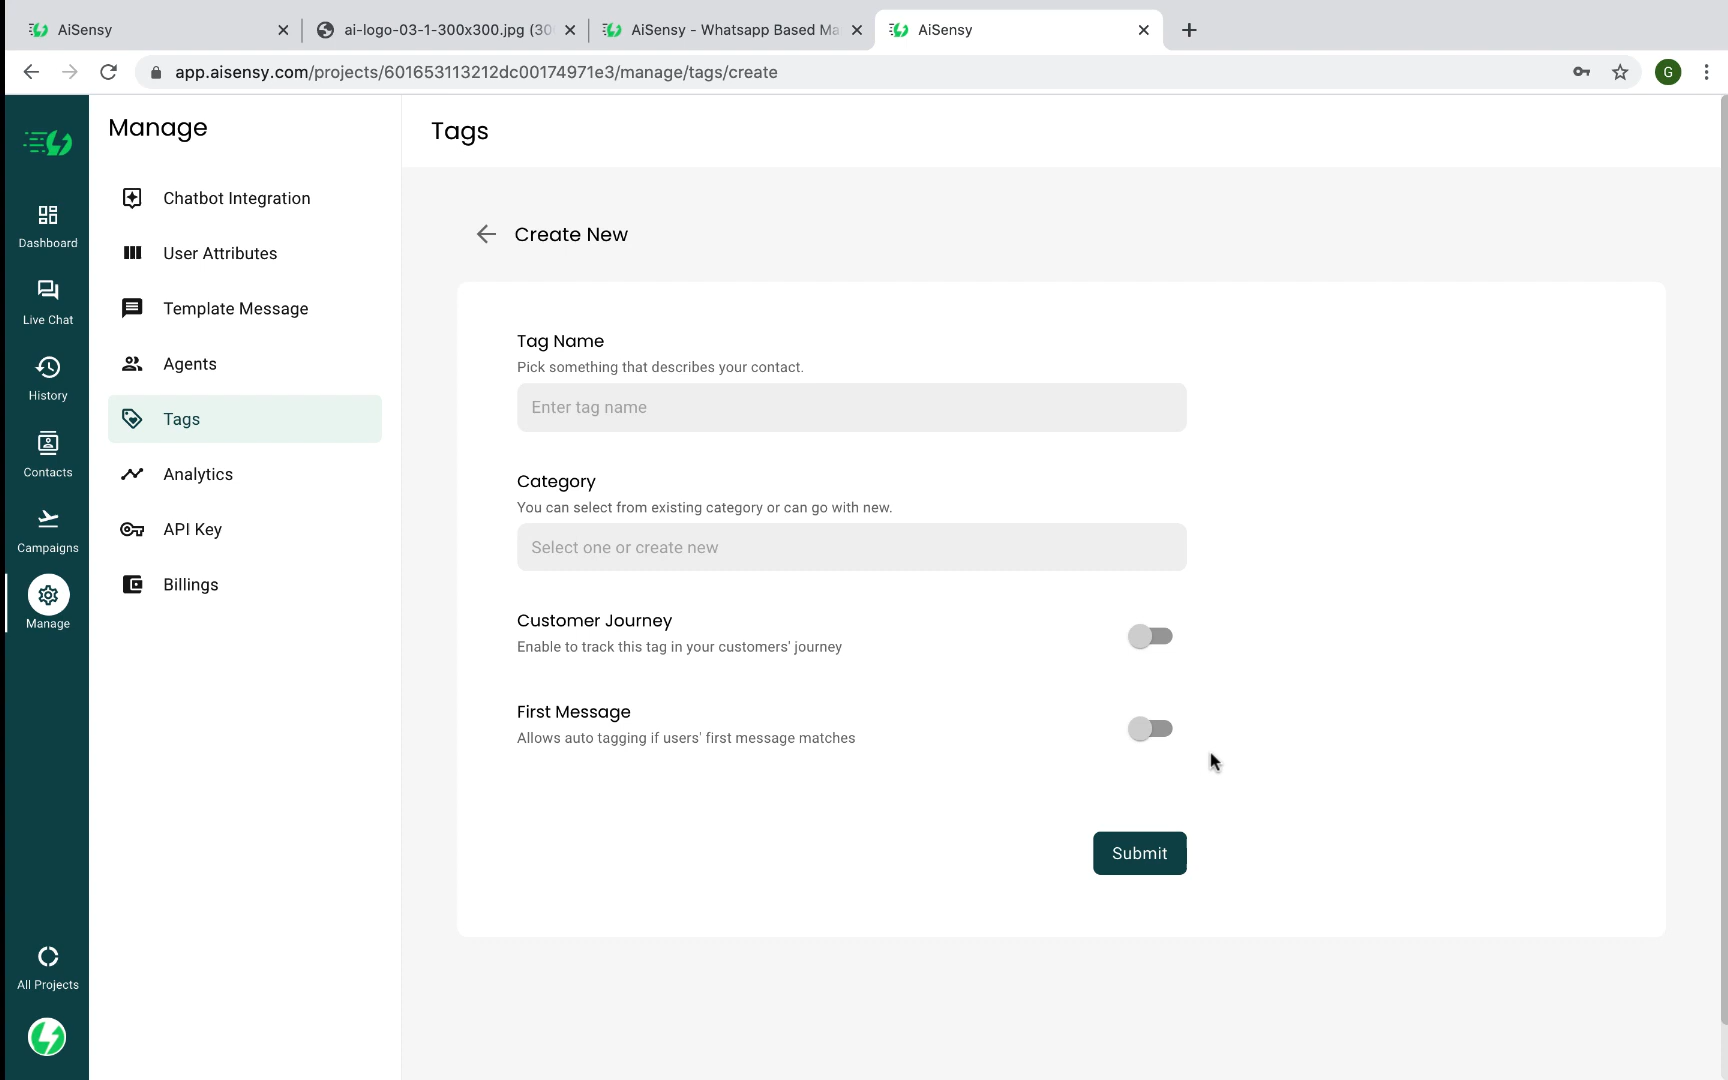 AiSensy
ai-logo-03-1-300x300.jpg (30
AiSensy - Whatsapp Based Ma
AiSensy
app.aisensy.com/projects/601653113212dc00174971e3/manage/tags/create
G
Manage
Tags
Dashboard
Live Chat
History
Contacts
Campaigns
Manage
All Projects
Chatbot Integration
User Attributes
Template Message
Agents
Tags
Analytics
API Key
Billings
Create New
Tag Name
Pick something that describes your contact.
Enter tag name
Category
You can select from existing category or can go with new.
Select one or create new
Customer Journey
Enable to track this tag in your customers' journey
First Message
Allows auto tagging if users' first message matches
Submit